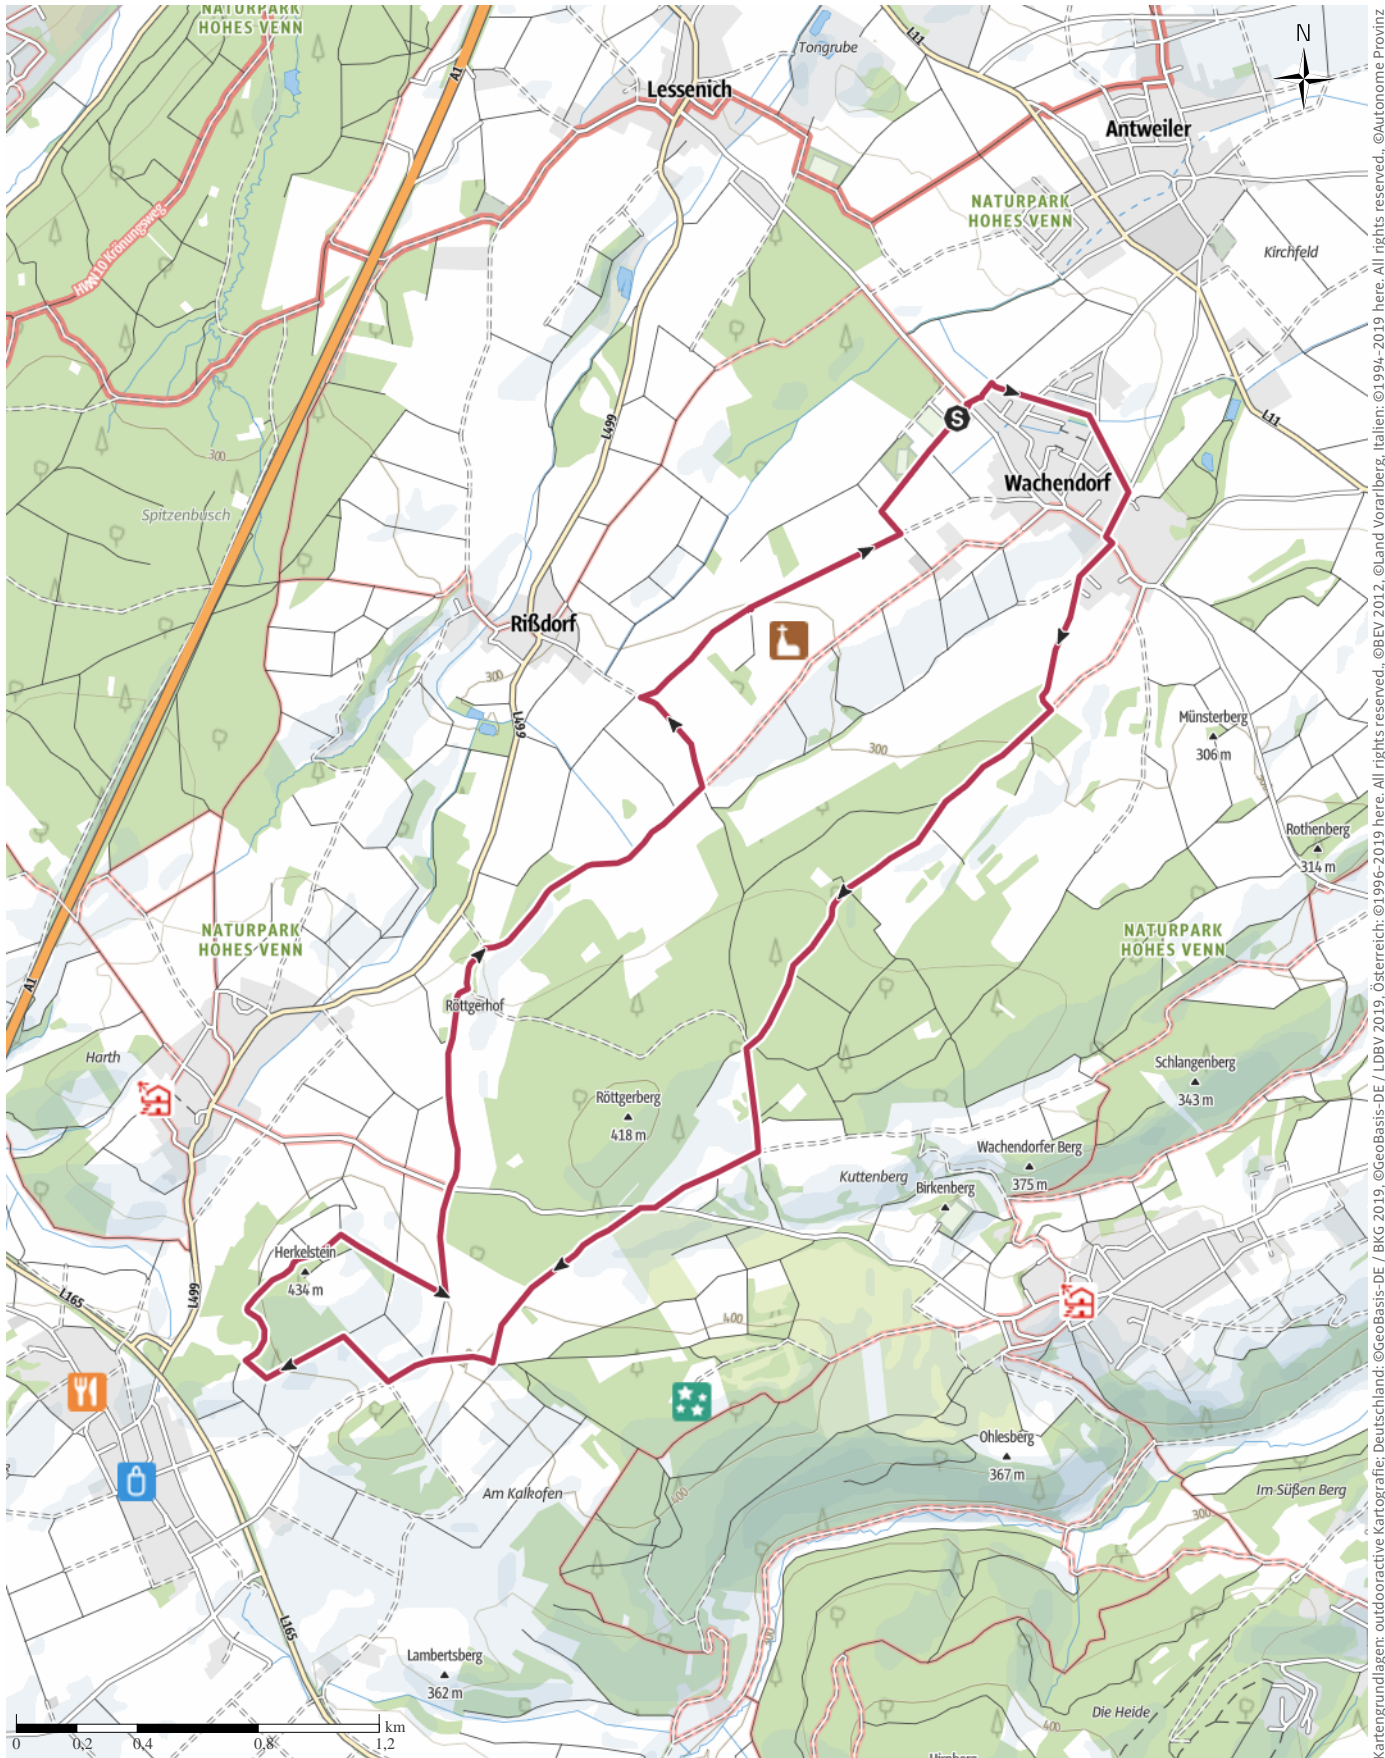 NATURPARK
HOHES VENN
A1
L11
Tongrube
N
Lessenich
Antweiler
NATURPARK
HOHES VENN
Kirchfeld
HWN10 Krönungsweg
300
L499
L11
S
Wachendorf
Spitzenbusch
Rißdorf
300
L499
300
Münsterberg
306 m
Rothenberg
314 m
NATURPARK
HOHES VENN
NATURPARK
HOHES VENN
A1
Röttgerhof
Harth
Schlangenberg
343 m
Röttgerberg
418 m
Wachendorfer Berg
375 m
Kuttenberg
Birkenberg
Herkelstein
434 m
L499
L165
400
Ohlesberg
367 m
Am Kalkofen
400
Im Süßen Berg
300
L165
300
Lambertsberg
362 m
Die Heide
400
km
0
0,2
0,4
0,8
1,2
Kartengrundlagen: outdooractive Kartografie; Deutschland: ©GeoBasis-DE / BKG 2019, ©GeoBasis-DE / LDBV 2019, Österreich: ©1996-2019 here. All rights reserved., ©BEV 2012, ©Land Vorarlberg, Italien: ©1994-2019 here. All rights reserved., ©Autonome Provinz